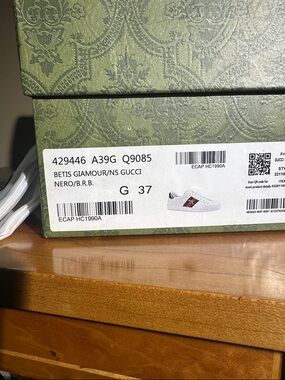 429446 A39G Q9085
BETIS GIAMOUR/NS GUCCI
NERO/B.R.B.
G 37
ECAP HC1990A
ECAP HC1990A